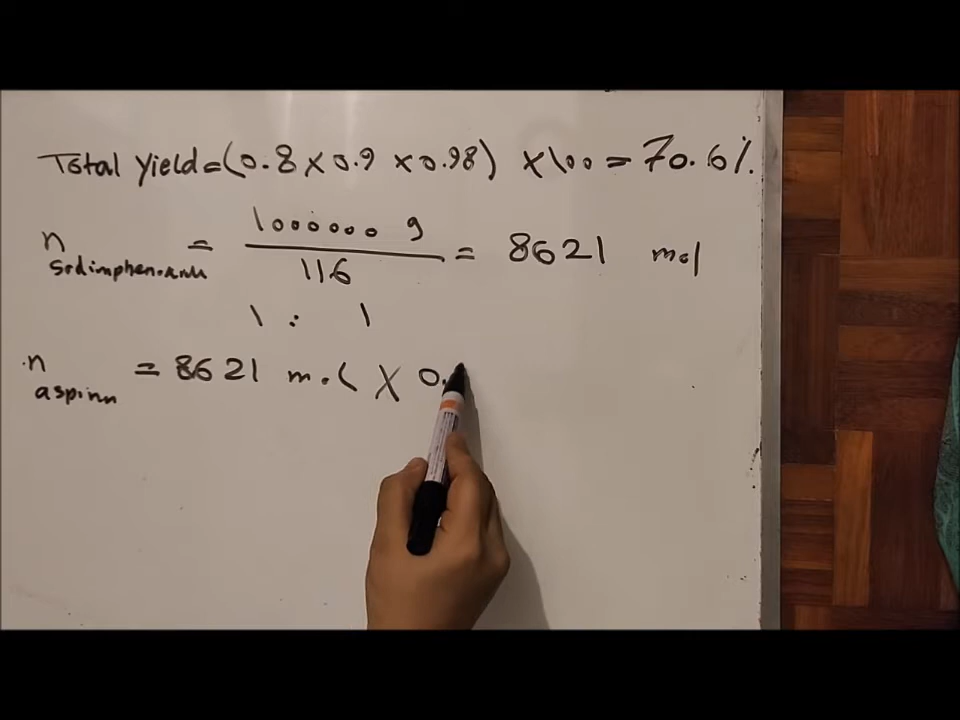 Total Yield=(0.8 X 0.9 x 0.98) x 100 = 70.6%.
n = 1000000 g / 116 = 8621 mol
1 : 1
n aspirin = 8621 mol X 0.